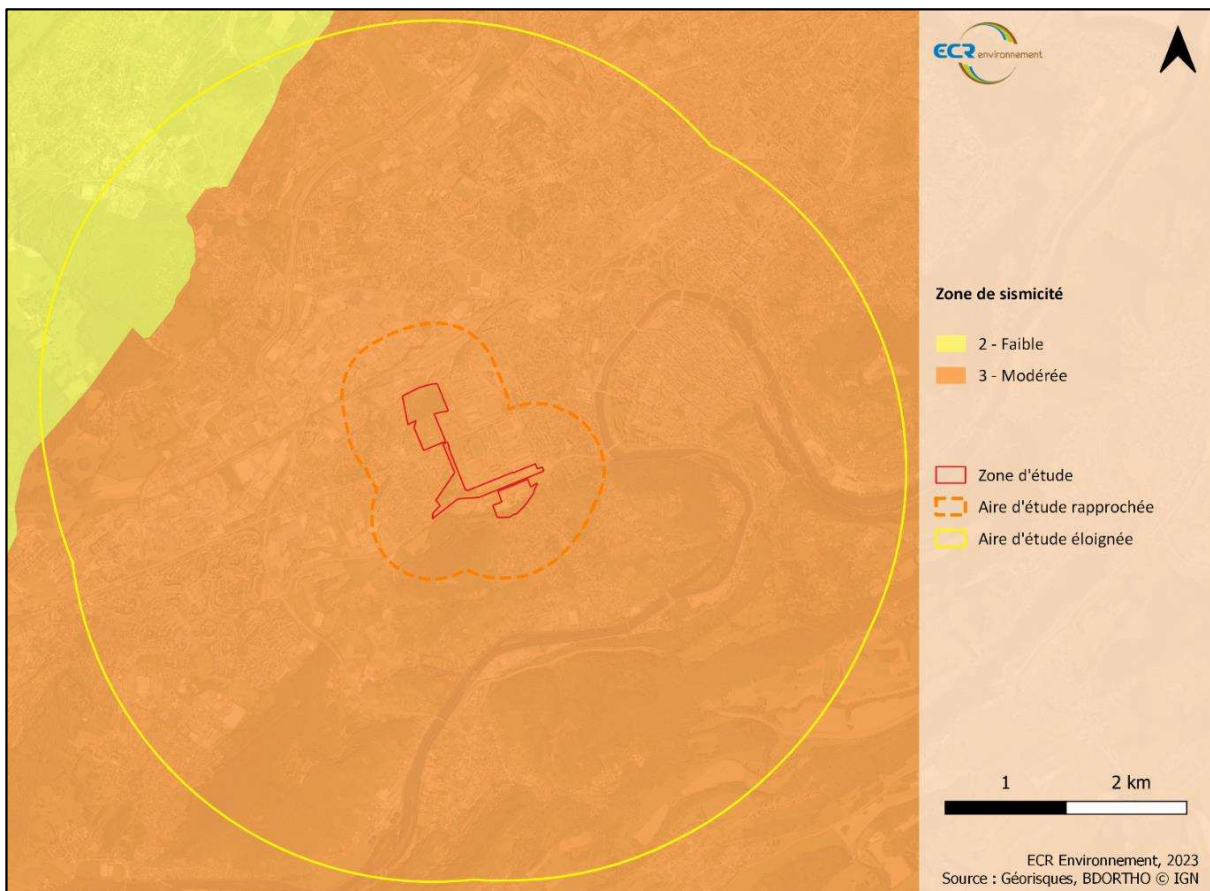 ECR environnement
Zone de sismicité
2 - Faible
3 - Modérée
Zone d'étude
Aire d'étude rapprochée
Aire d'étude éloignée
1 2 km
ECR Environnement, 2023
Source : Géorisques, BDORTHO © IGN